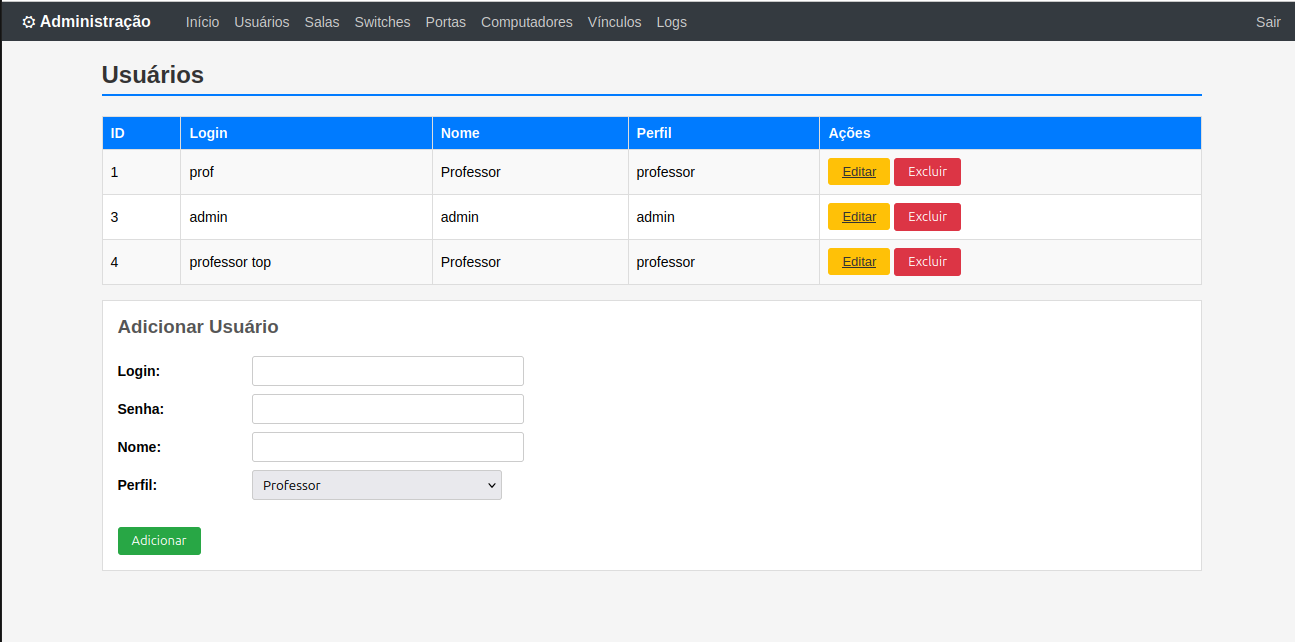 ⚙ Administração Início Usuários Salas Switches Portas Computadores Vínculos Logs Sair
Usuários
ID Login Nome Perfil Ações
1 prof Professor professor Editar Excluir
3 admin admin admin Editar Excluir
4 professor top Professor professor Editar Excluir
Adicionar Usuário
Login:
Senha:
Nome:
Perfil: Professor
Adicionar